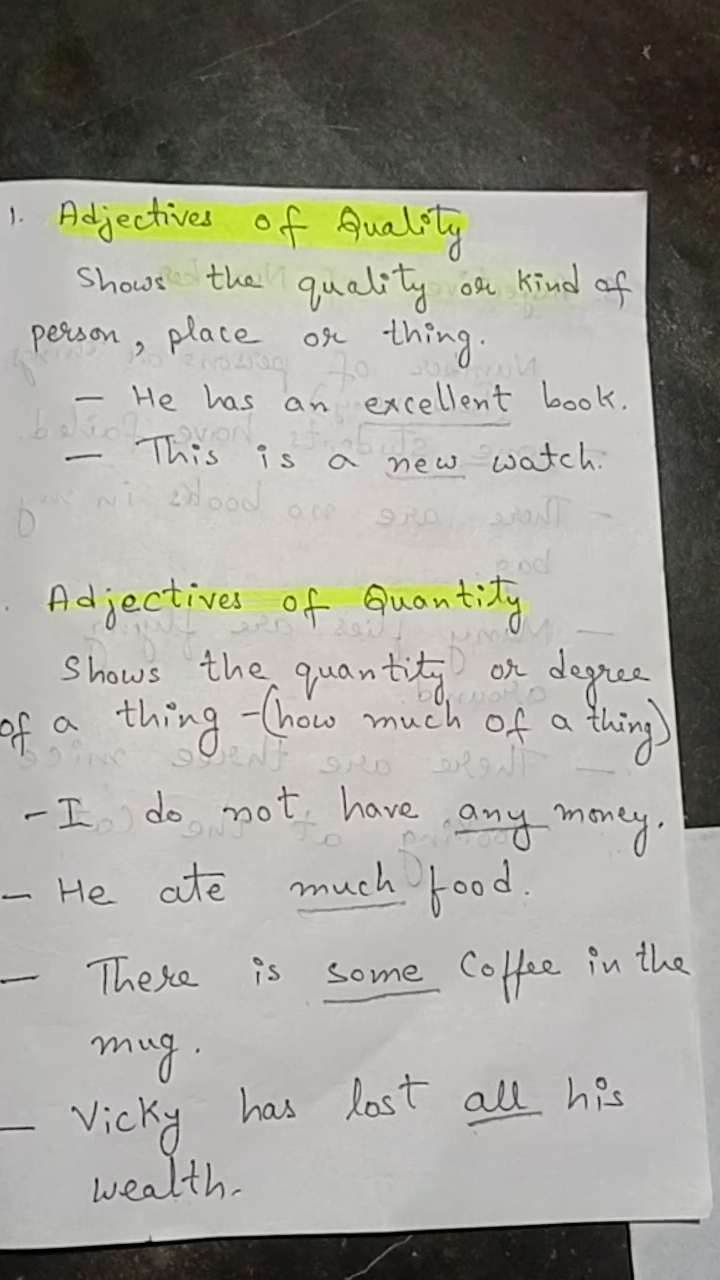 1. Adjectives of Quality
Shows the quality or kind of
person, place or thing.
— He has an excellent book.
— This is a new watch.
. Adjectives of Quantity
Shows the quantity or degree
of a thing - (how much of a thing)
- I do not have any money.
— He ate much food.
— There is some Coffee in the
mug.
— Vicky has lost all his
wealth.